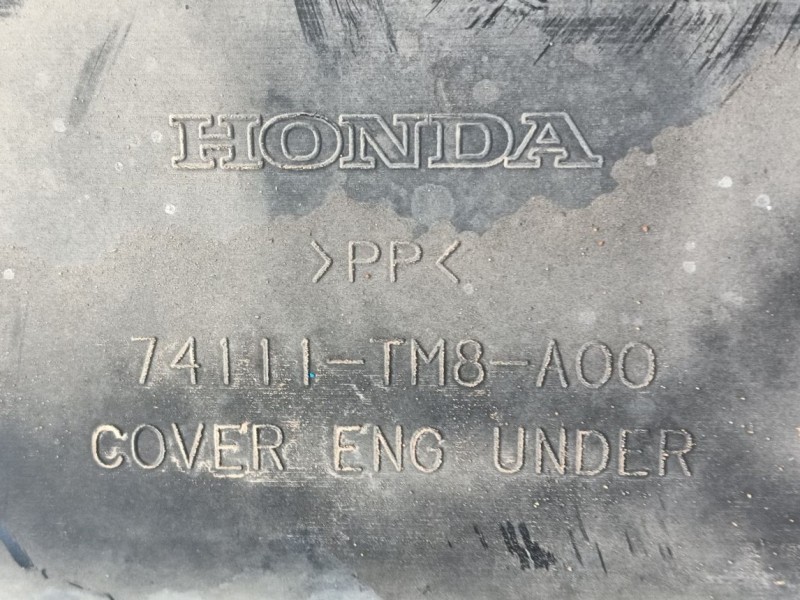 HONDA
>PP<
74111-TM8-A00
COVER ENG UNDER